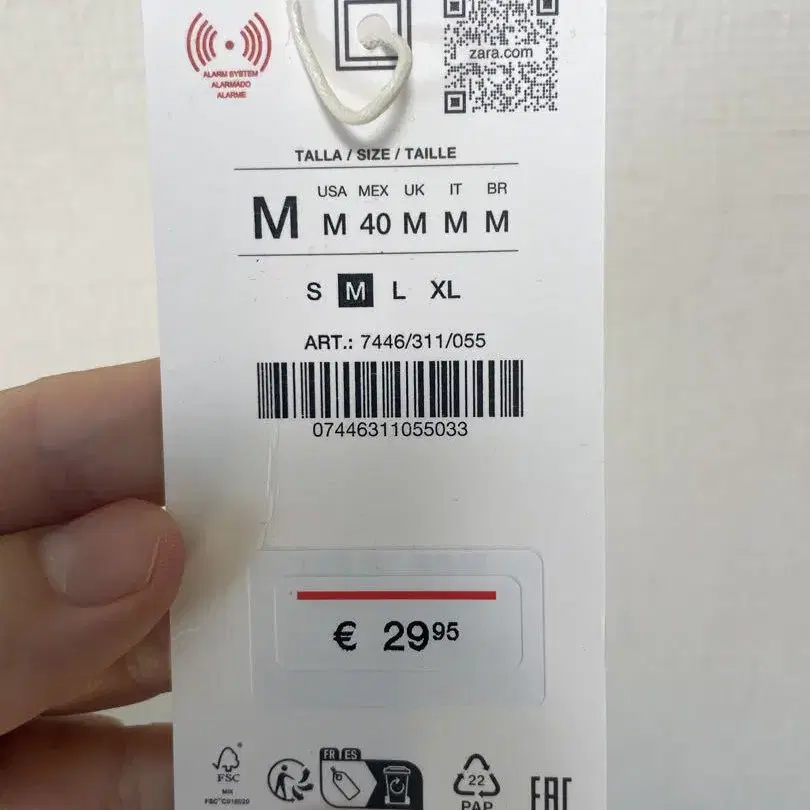 ALARM SYSTEM
ALARMADO
ALARME
zara.com
TALLA / SIZE / TAILLE
USA MEX UK IT BR
M M 40 M M M
S M L XL
ART.: 7446/311/055
07446311055033
€ 29 95
FR ES
FSC
MIX
22
PAP
EAC